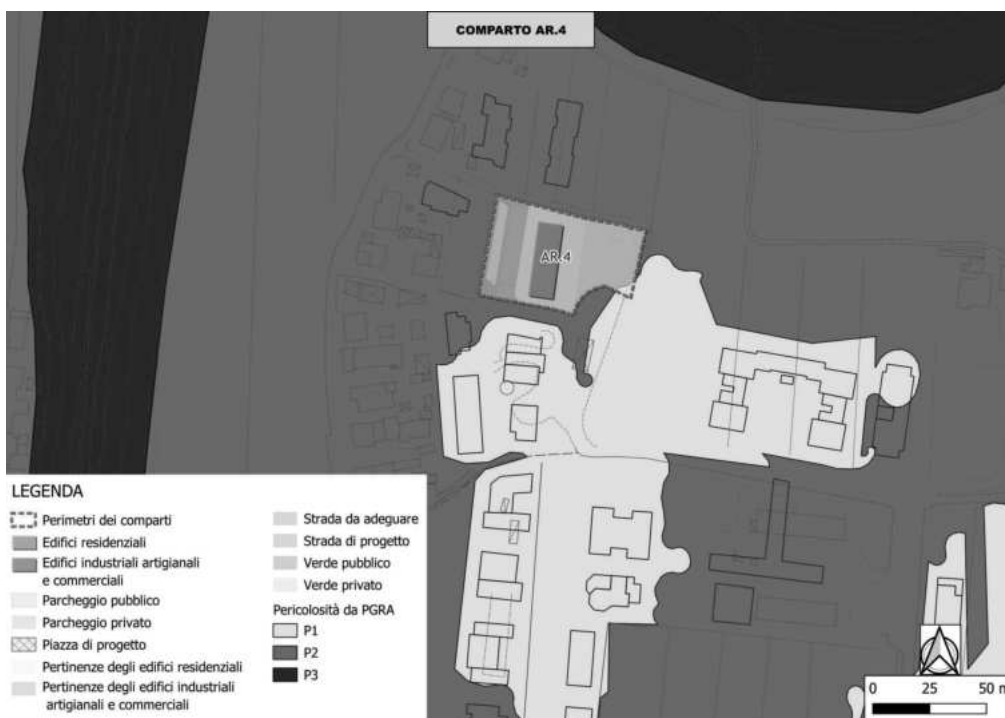 COMPARTO AR.4
AR.4
LEGENDA
Perimetri dei comparti
Edifici residenziali
Edifici industriali artigianali
e commerciali
Parcheggio pubblico
Parcheggio privato
Piazza di progetto
Pertinenze degli edifici residenziali
Pertinenze degli edifici industriali
artigianali e commerciali
Strada da adeguare
Strada di progetto
Verde pubblico
Verde privato
Pericolosità da PGRA
P1
P2
P3
0 25 50 m